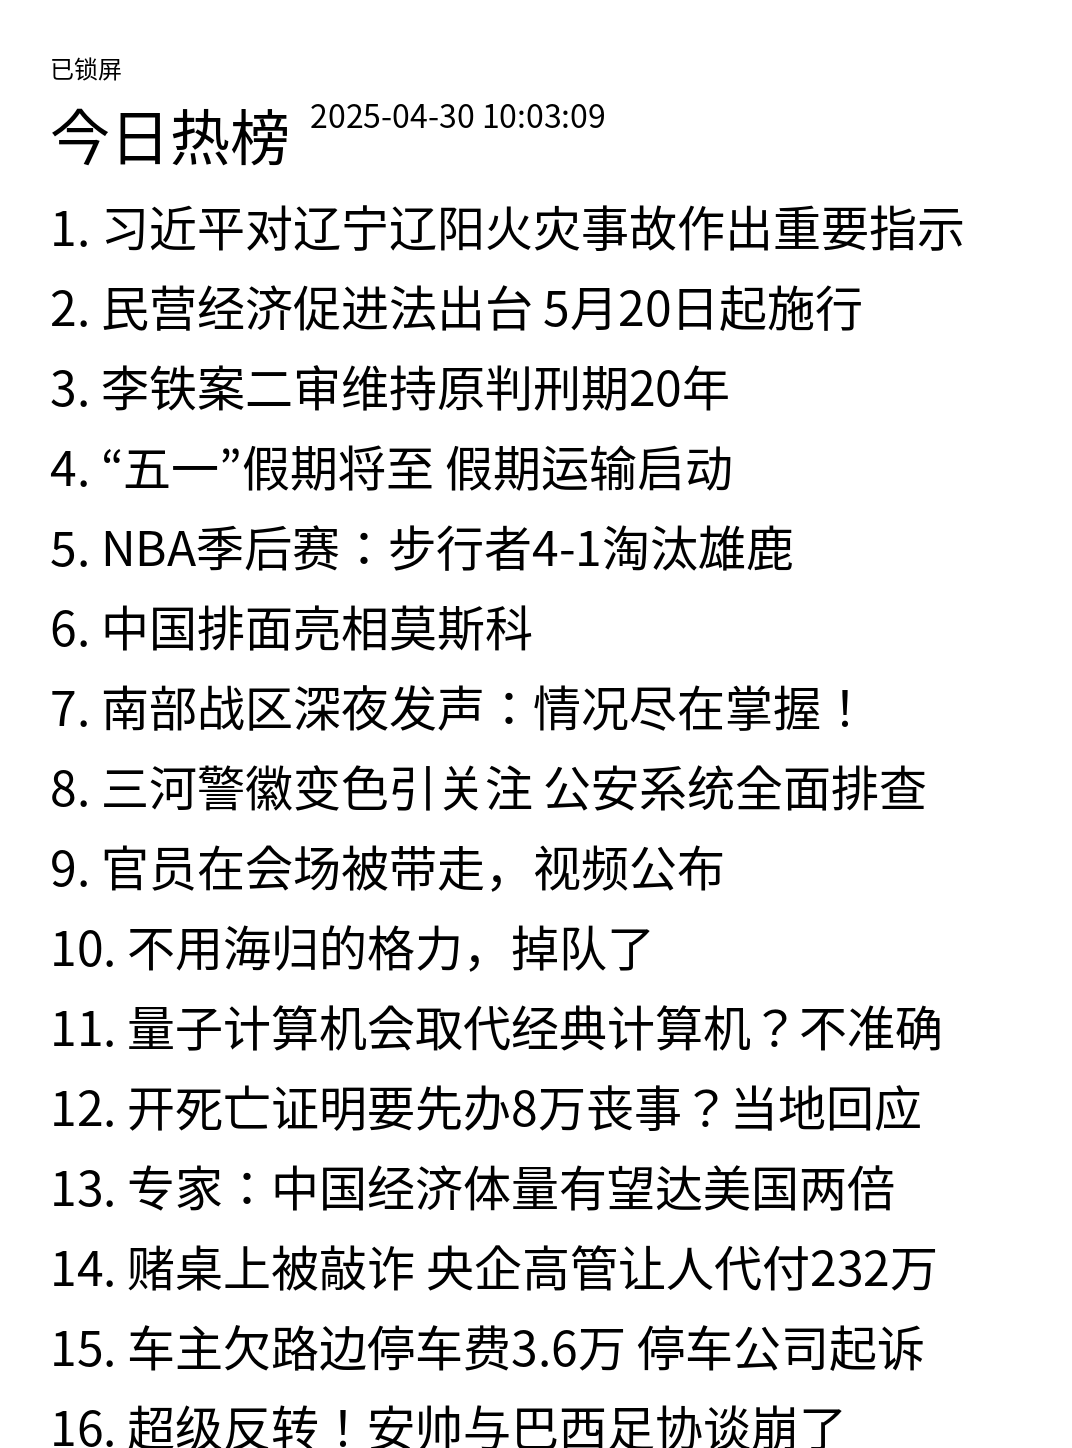 已锁屏
今日热榜 2025-04-30 10:03:09
1. 习近平对辽宁辽阳火灾事故作出重要指示
2. 民营经济促进法出台 5月20日起施行
3. 李铁案二审维持原判刑期20年
4. “五一”假期将至 假期运输启动
5. NBA季后赛：步行者4-1淘汰雄鹿
6. 中国排面亮相莫斯科
7. 南部战区深夜发声：情况尽在掌握！
8. 三河警徽变色引关注 公安系统全面排查
9. 官员在会场被带走，视频公布
10. 不用海归的格力，掉队了
11. 量子计算机会取代经典计算机？不准确
12. 开死亡证明要先办8万丧事？当地回应
13. 专家：中国经济体量有望达美国两倍
14. 赌桌上被敲诈 央企高管让人代付232万
15. 车主欠路边停车费3.6万 停车公司起诉
16. 超级反转！安帅与巴西足协谈崩了